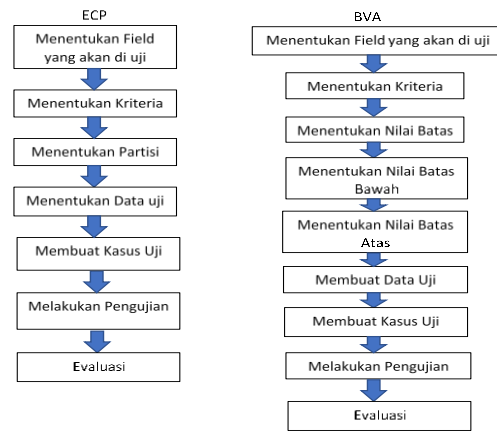 ECP
Menentukan Field
yang akan di uji
Menentukan Kriteria
Menentukan Partisi
Menentukan Data uji
Membuat Kasus Uji
Melakukan Pengujian
Evaluasi
BVA
Menentukan Field yang akan di uji
Menentukan Kriteria
Menentukan Nilai Batas
Menentukan Nilai Batas
Bawah
Menentukan Nilai Batas
Atas
Membuat Data Uji
Membuat Kasus Uji
Melakukan Pengujian
Evaluasi